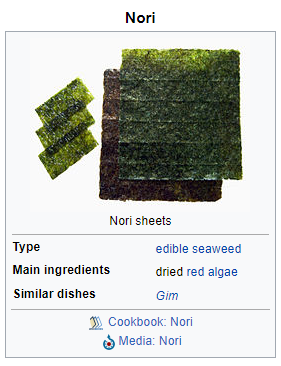 Nori
Nori sheets
Type edible seaweed
Main ingredients dried red algae
Similar dishes Gim
Cookbook: Nori
Media: Nori